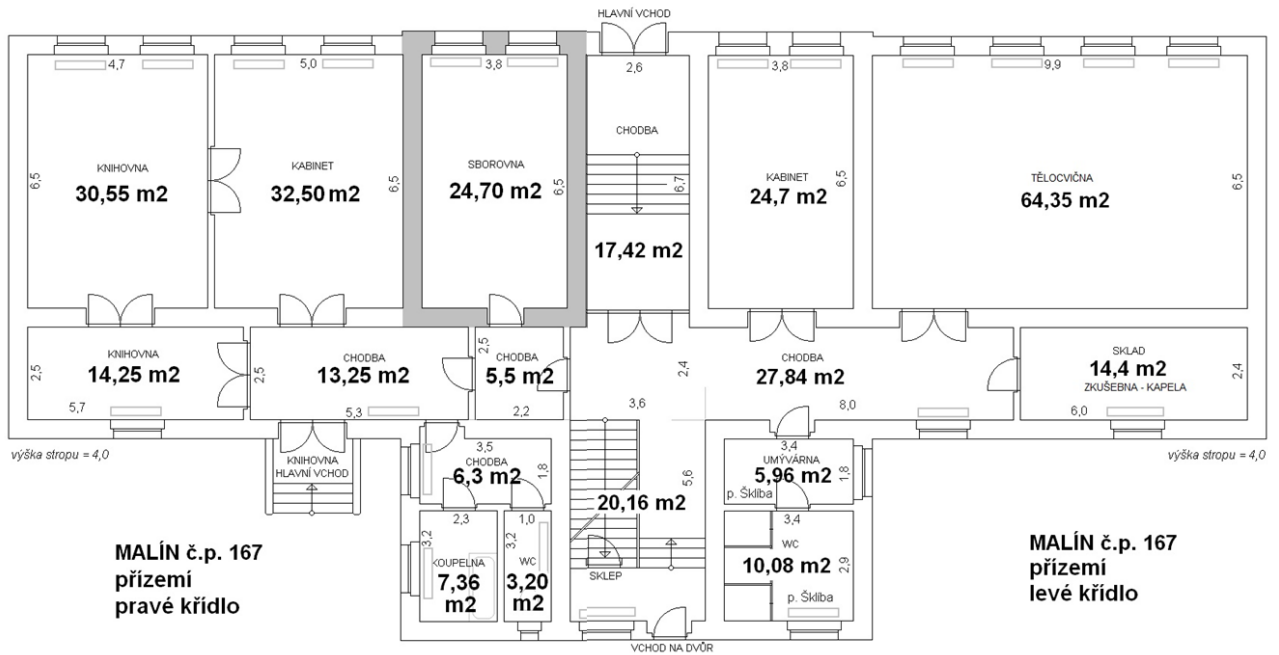 HLAVNÍ VCHOD
4,7
5,0
3,8
2,6
3,8
9,9
CHODBA
KNIHOVNA
30,55 m2
6,5
KABINET
32,50 m2
6,5
SBOROVNA
24,70 m2
6,5
6,7
17,42 m2
KABINET
24,7 m2
6,5
TĚLOCVIČNA
64,35 m2
6,5
KNIHOVNA
14,25 m2
2,5
5,7
CHODBA
13,25 m2
2,5
5,3
CHODBA
5,5 m2
2,5
2,2
2,4
3,6
CHODBA
27,84 m2
8,0
SKLAD
14,4 m2
ZKUŠEBNA - KAPELA
2,4
6,0
výška stropu = 4,0
KNIHOVNA
HLAVNÍ VCHOD
3,5
CHODBA
6,3 m2
1,8
5,6
20,16 m2
3,4
UMÝVÁRNA
5,96 m2
1,8
p. Škliba
výška stropu = 4,0
2,3
3,2
KOUPELNA
7,36
m2
1,0
3,2
WC
3,20
m2
SKLEP
3,4
WC
10,08 m2
2,9
p. Škliba
MALÍN č.p. 167
přízemí
pravé křídlo
MALÍN č.p. 167
přízemí
levé křídlo
VCHOD NA DVŮR